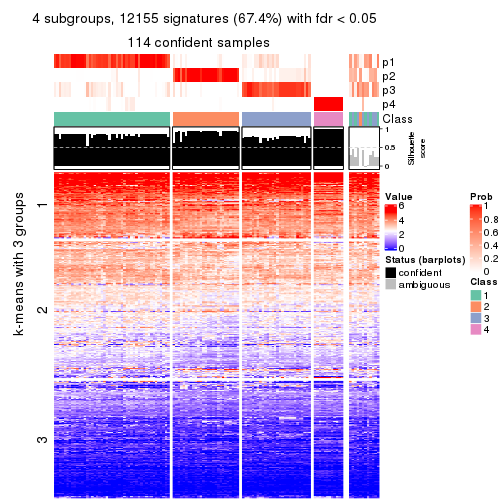 4 subgroups, 12155 signatures (67.4%) with fdr < 0.05
114 confident samples
p1
p2
p3
p4
Class
1
0.5
0
Silhouette
score
k-means with 3 groups
1
2
3
Value
6
4
2
0
Status (barplots)
confident
ambiguous
Prob
1
0.8
0.6
0.4
0.2
0
Class
1
2
3
4